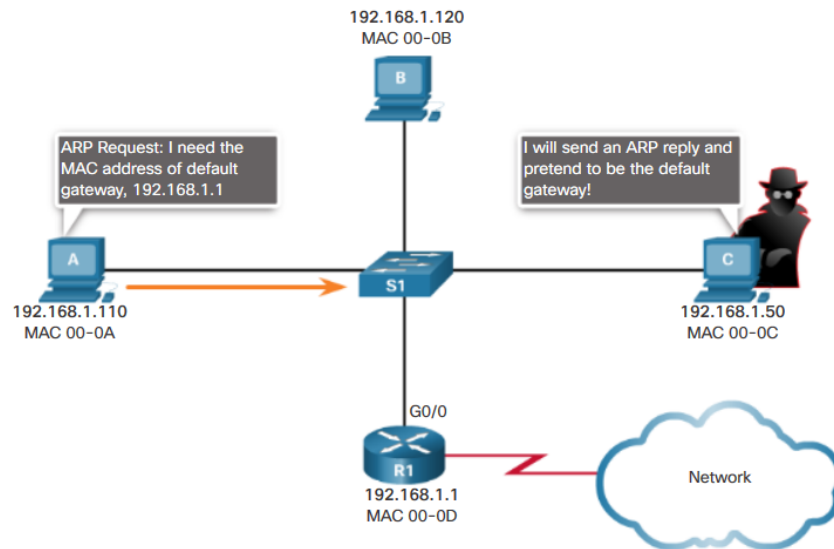 192.168.1.120
MAC 00-0B
B
ARP Request: I need the
MAC address of default
gateway, 192.168.1.1
I will send an ARP reply and
pretend to be the default
gateway!
A
S1
C
192.168.1.110
MAC 00-0A
192.168.1.50
MAC 00-0C
G0/0
R1
192.168.1.1
MAC 00-0D
Network